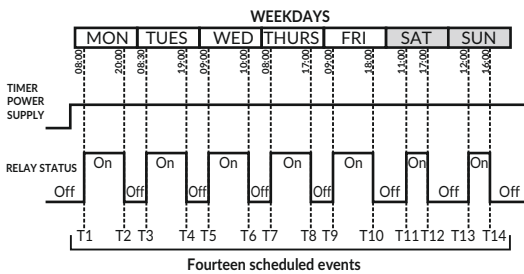 WEEKDAYS
MON TUES WED THURS FRI SAT SUN
08:00 20:00 08:30 19:00 09:00 10:00 08:00 17:00 09:00 18:00 11:00 17:00 12:00 16:00
TIMER
POWER
SUPPLY
RELAY STATUS
On On On On On On On
Off Off Off Off Off Off Off Off
T1 T2 T3 T4 T5 T6 T7 T8 T9 T10 T11 T12 T13 T14
Fourteen scheduled events